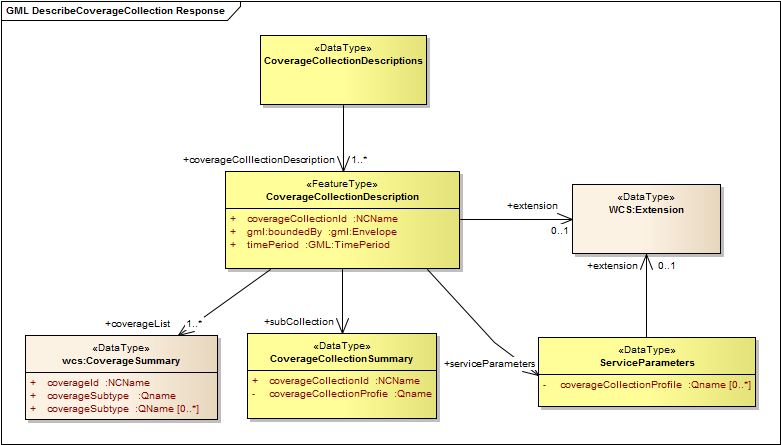 GML DescribeCoverageCollection Response
«DataType»
CoverageCollectionDescriptions
+coverageColllectionDescription 1..*
«FeatureType»
CoverageCollectionDescription
+ coverageCollectionId :NCName
+ gml:boundedBy :gml:Envelope
+ timePeriod :GML:TimePeriod
+extension
0..1
«DataType»
WCS:Extension
+extension 0..1
+coverageList 1..*
+subCollection
+serviceParameters
«DataType»
wcs:CoverageSummary
+ coverageId :NCName
+ coverageSubtype :Qname
+ coverageSubtype :QName [0..*]
«DataType»
CoverageCollectionSummary
+ coverageCollectionId :NCName
- coverageCollectionProfie :Qname
«DataType»
ServiceParameters
- coverageCollectionProfile :Qname [0..*]